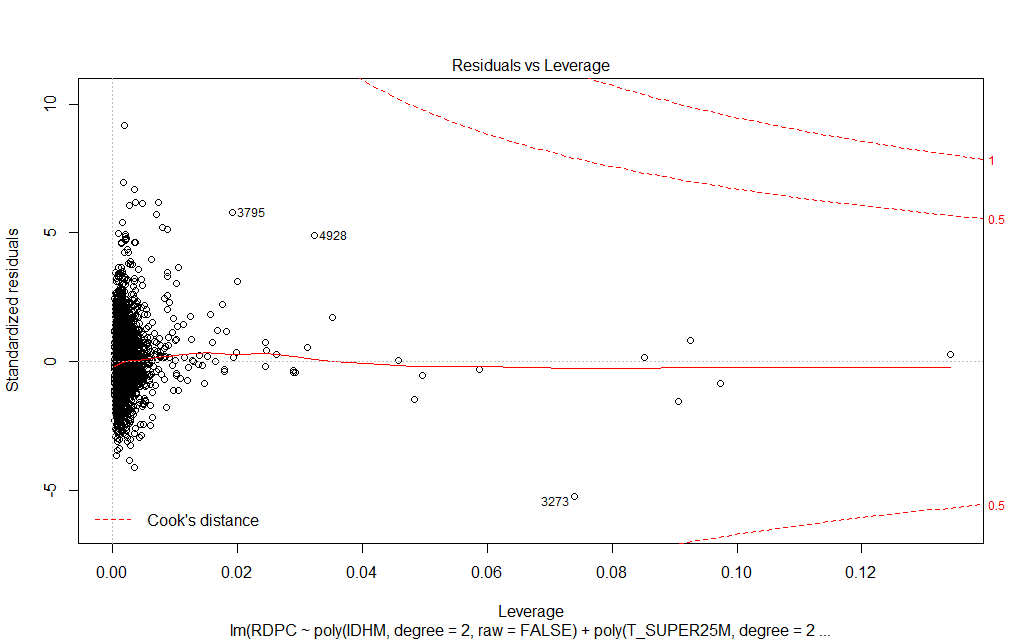 Residuals vs Leverage
Standardized residuals
10
5
0
-5
3795
4928
3273
1
0.5
0.5
Cook's distance
0.00 0.02 0.04 0.06 0.08 0.10 0.12
Leverage
lm(RDPC ~ poly(IDHM, degree = 2, raw = FALSE) + poly(T_SUPER25M, degree = 2 ...